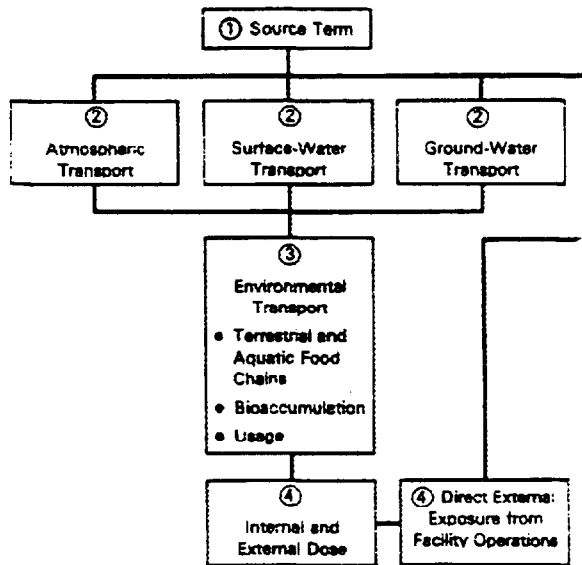 ① Source Term
②
Atmospheric
Transport
②
Surface-Water
Transport
②
Ground-Water
Transport
③
Environmental
Transport
• Terrestrial and
Aquatic Food
Chains
• Bioaccumulation
• Usage
④
Internal and
External Dose
④ Direct External
Exposure from
Facility Operations